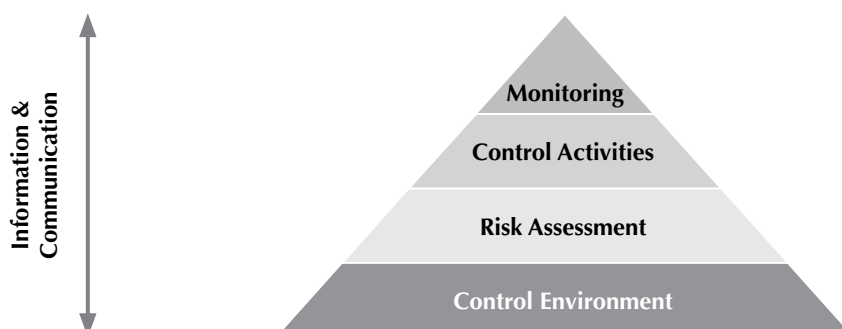 Information &
Communication
Monitoring
Control Activities
Risk Assessment
Control Environment